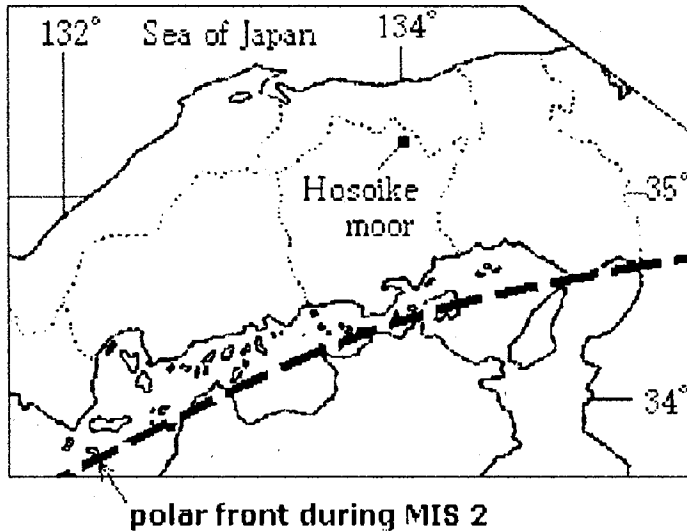 132° Sea of Japan 134°
Hosoike
moor
35°
34°
polar front during MIS 2